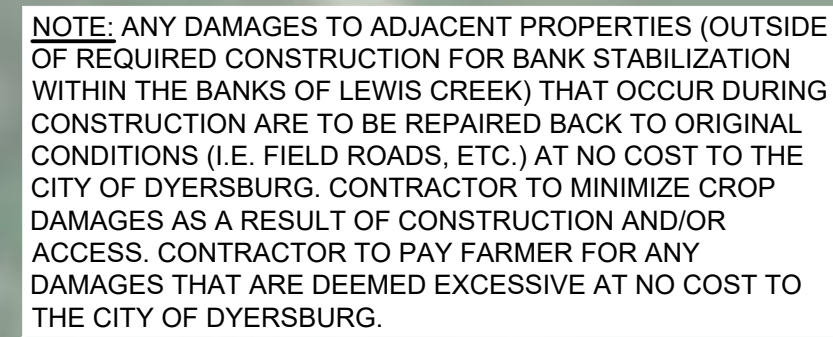 NOTE: ANY DAMAGES TO ADJACENT PROPERTIES (OUTSIDE
OF REQUIRED CONSTRUCTION FOR BANK STABILIZATION
WITHIN THE BANKS OF LEWIS CREEK) THAT OCCUR DURING
CONSTRUCTION ARE TO BE REPAIRED BACK TO ORIGINAL
CONDITIONS (I.E. FIELD ROADS, ETC.) AT NO COST TO THE
CITY OF DYERSBURG. CONTRACTOR TO MINIMIZE CROP
DAMAGES AS A RESULT OF CONSTRUCTION AND/OR
ACCESS. CONTRACTOR TO PAY FARMER FOR ANY
DAMAGES THAT ARE DEEMED EXCESSIVE AT NO COST TO
THE CITY OF DYERSBURG.